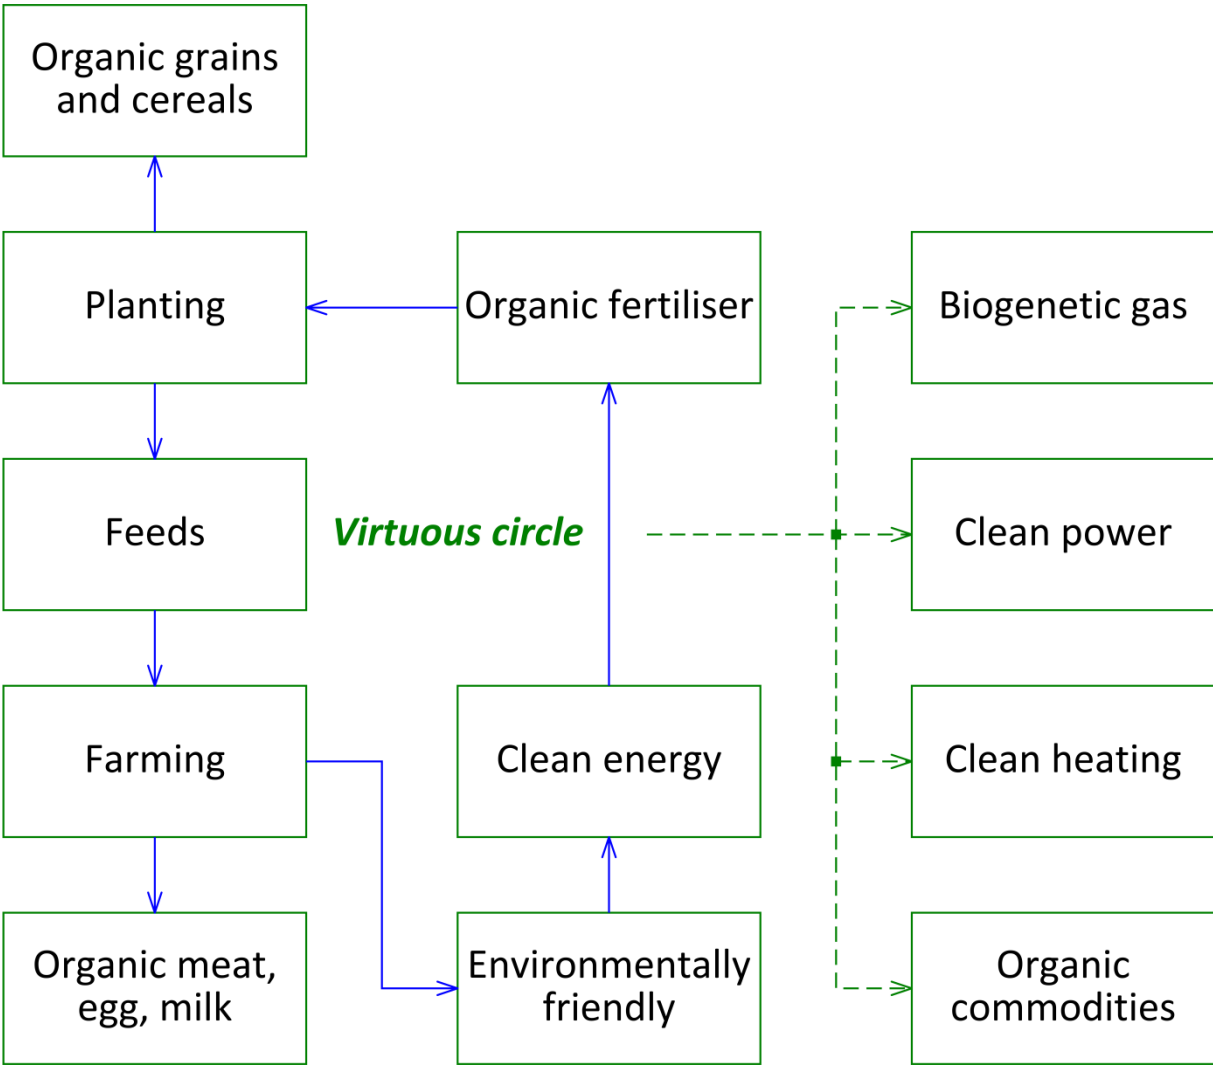 Organic grains
and cereals
Planting
Organic fertiliser
Biogenetic gas
Feeds
Virtuous circle
Clean power
Farming
Clean energy
Clean heating
Organic meat,
egg, milk
Environmentally
friendly
Organic
commodities